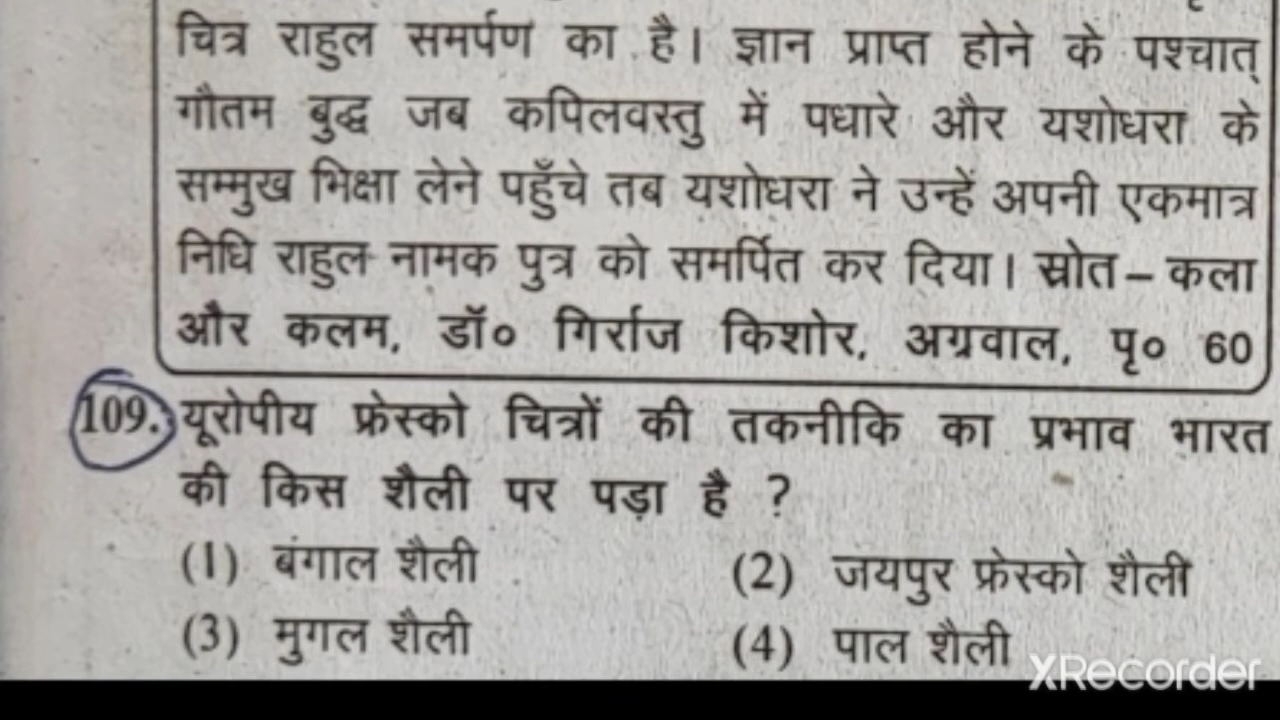 चित्र राहुल समर्पण का है। ज्ञान प्राप्त होने के पश्चात्
गौतम बुद्ध जब कपिलवस्तु में पधारे और यशोधरा के
सम्मुख भिक्षा लेने पहुँचे तब यशोधरा ने उन्हें अपनी एकमात्र
निधि राहुल नामक पुत्र को समर्पित कर दिया। स्रोत – कला
और कलम, डॉ० गिर्राज किशोर, अग्रवाल, पृ० 60
109. यूरोपीय फ्रेस्को चित्रों की तकनीकि का प्रभाव भारत
की किस शैली पर पड़ा है ?
(1) बंगाल शैली (2) जयपुर फ्रेस्को शैली
(3) मुगल शैली (4) पाल शैली
XRecorder